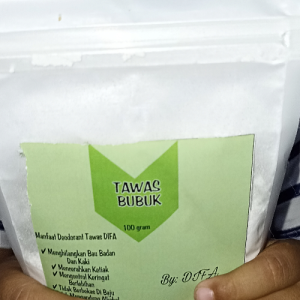 TAWAS
BUBUK
100 gram
Manfaat Deodorant Tawas DIFA
✓ Menghilangkan Bau Badan
Dan Kaki
✓ Mencerahkan Ketiak
✓ Mengontrol Keringat
Berlebihan
✓ Tidak Berbekas Di Baju
By: DIFA